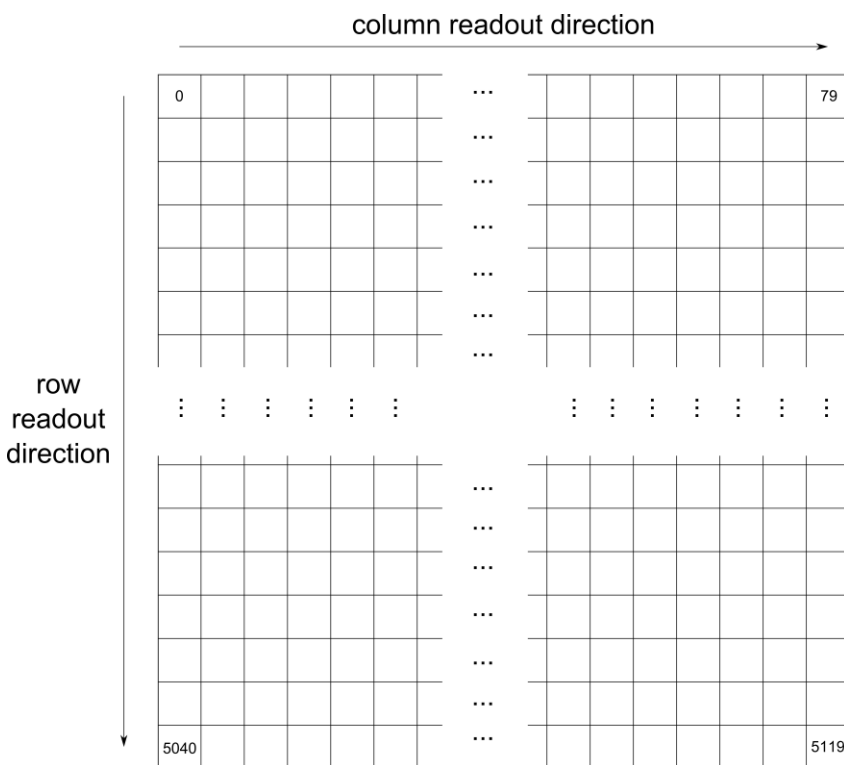 column readout direction
0
79
row
readout
direction
5040
5119